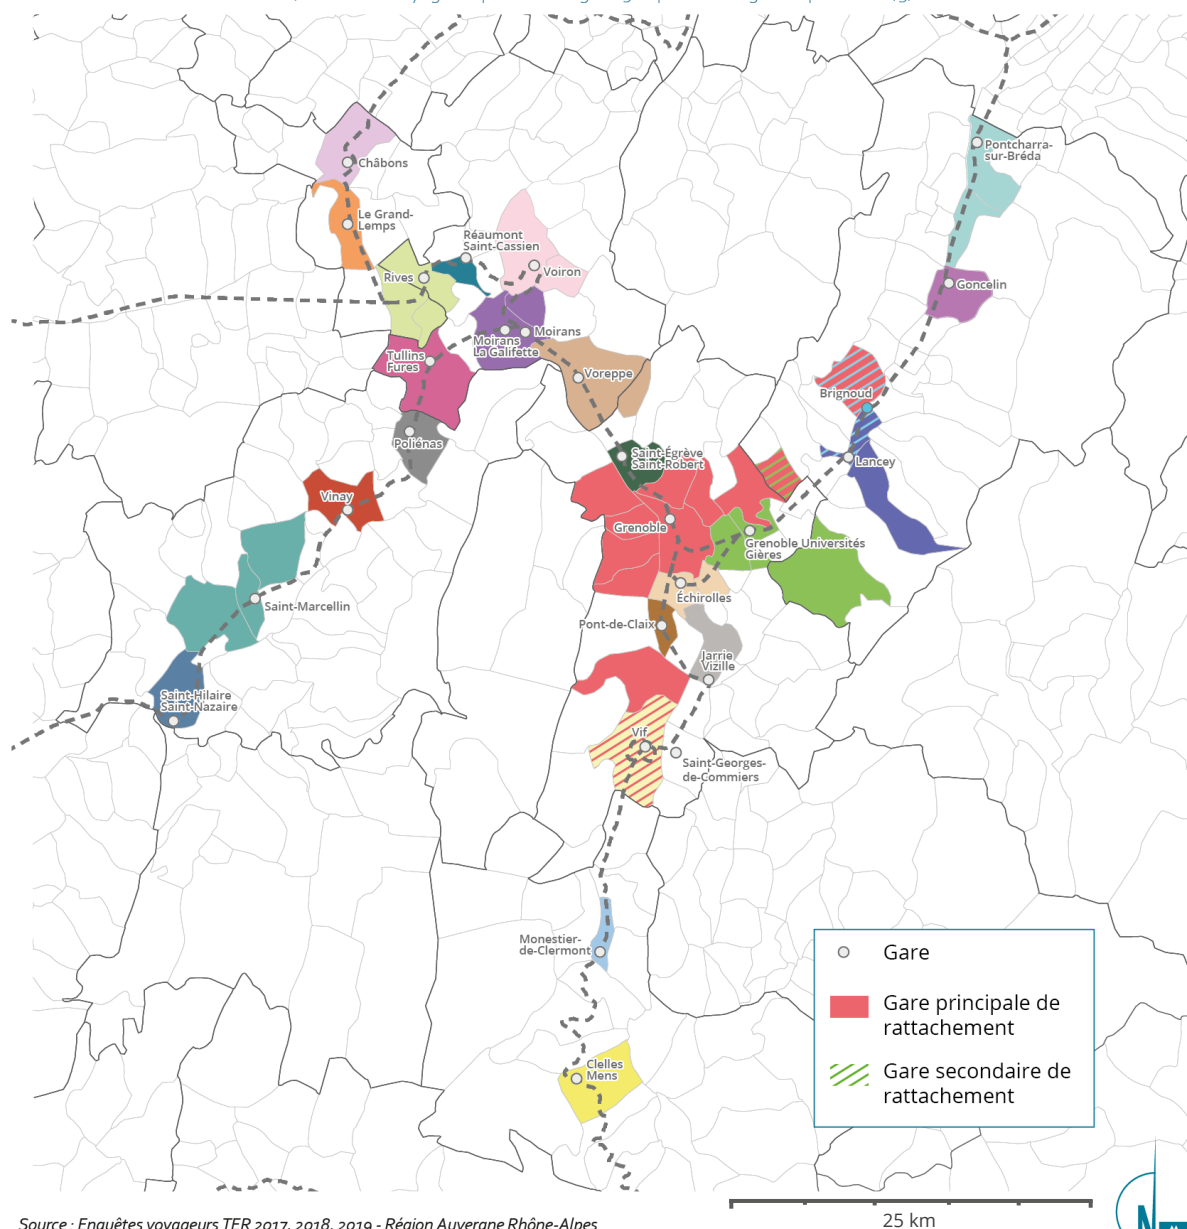 Châbons
Pontcharra-
sur-Bréda
Le Grand-
Lemps
Réaumont
Saint-Cassien
Voiron
Rives
Goncelin
Moirans
Moirans
La Galifette
Tullins
Fures
Voreppe
Brignoud
Poliénas
Saint-Égrève
Saint-Robert
Lancey
Vinay
Grenoble
Grenoble Universités
Gières
Échirolles
Saint-Marcellin
Pont-de-Claix
Jarrie
Vizille
Saint-Hilaire
Saint-Nazaire
Vif
Saint-Georges-
de-Commiers
Monestier-
de-Clermont
Clelles
Mens
Gare
Gare principale de
rattachement
Gare secondaire de
rattachement
25 km
N
Source : Enquêtes voyageurs TER 2017, 2018, 2019 - Région Auvergne Rhône-Alpes